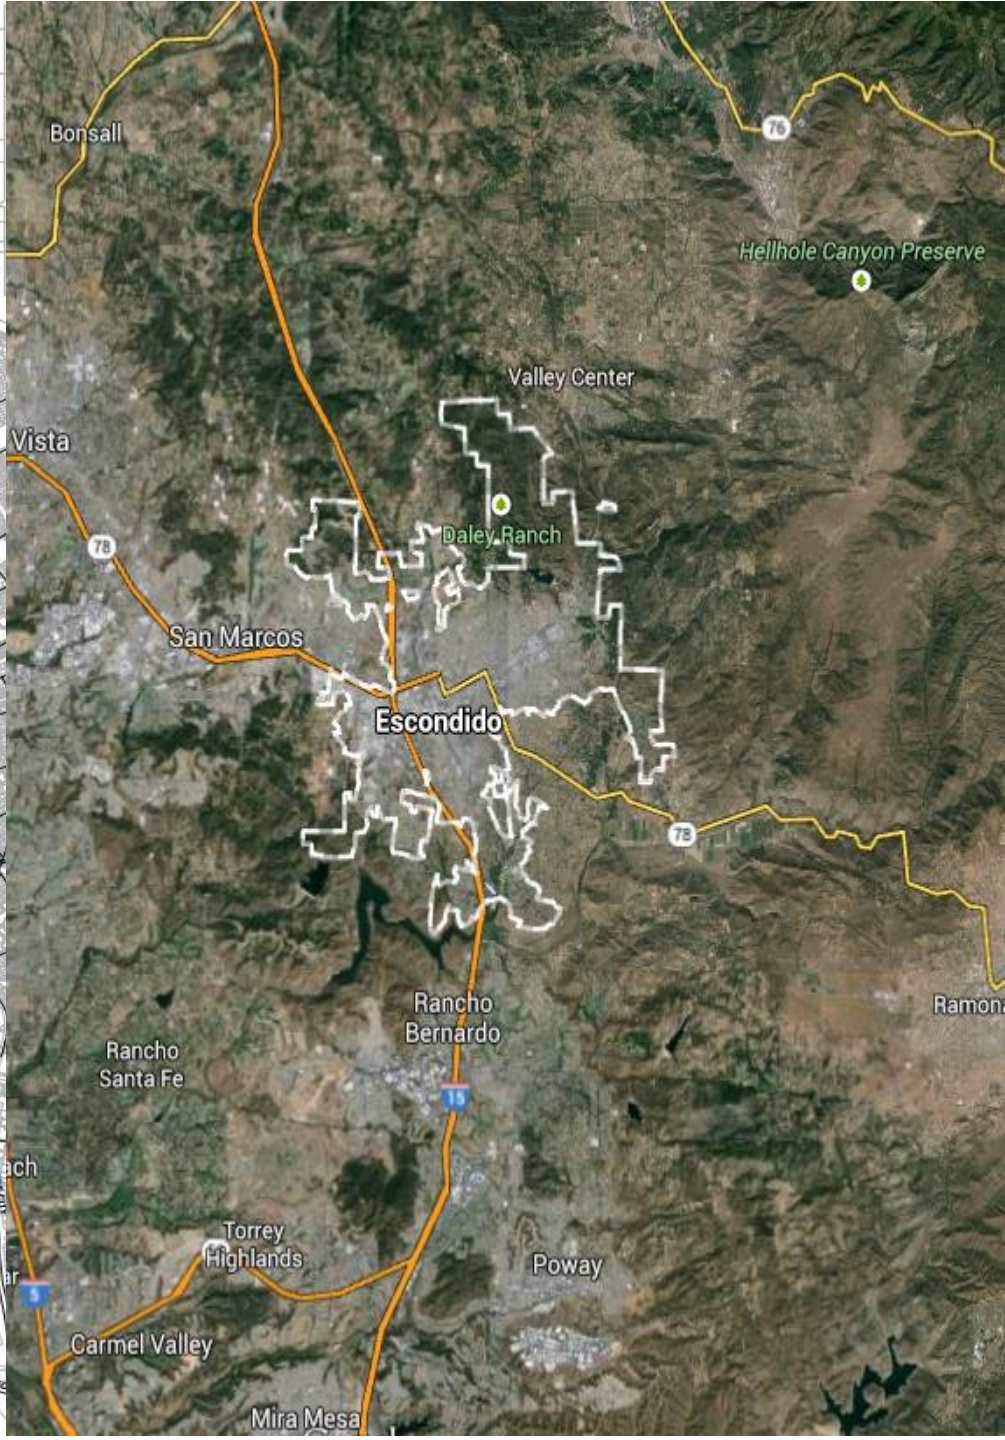 Bonsall
76
Hellhole Canyon Preserve
Valley Center
Vista
Daley Ranch
78
San Marcos
Escondido
78
Rancho
Bernardo
Ramona
Rancho
Santa Fe
15
ach
Torrey
Highlands
Poway
ar
5
Carmel Valley
Mira Mesa